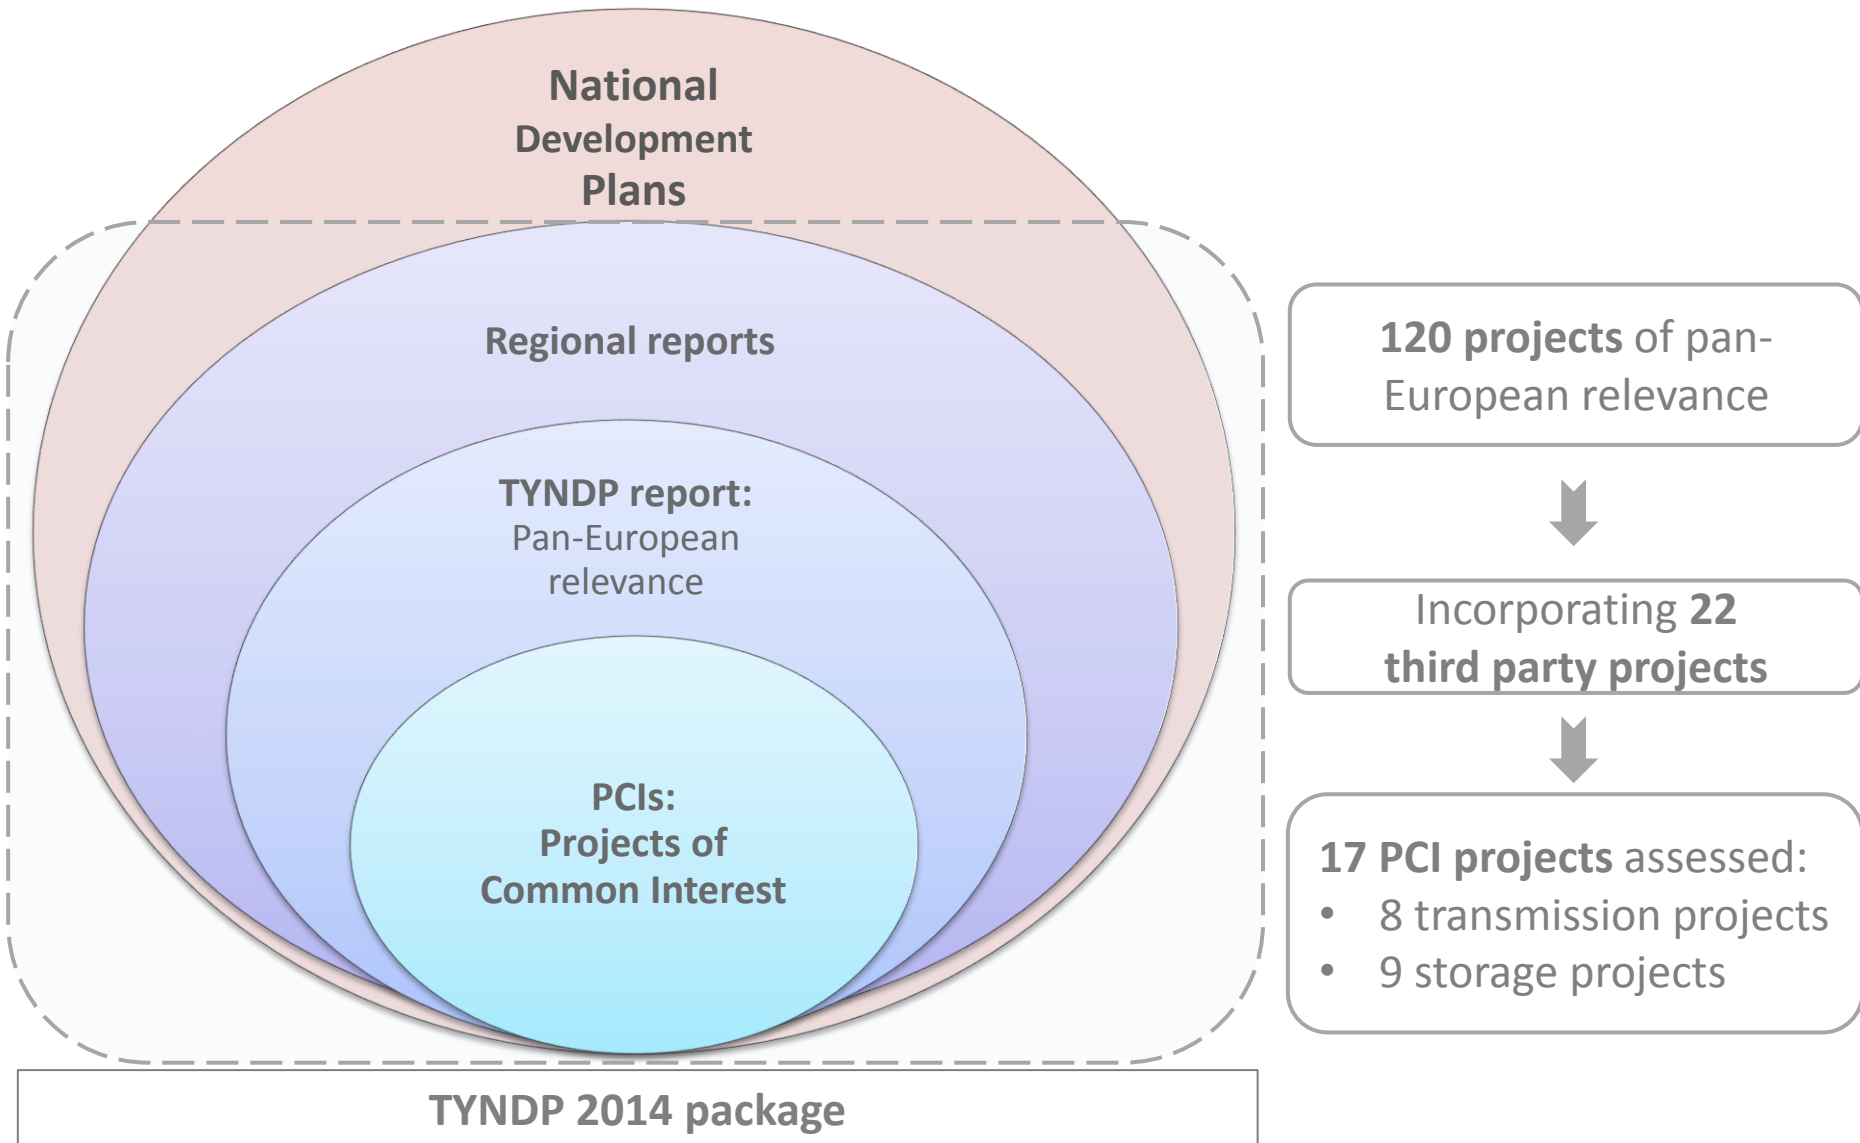 National
Development
Plans
Regional reports
TYNDP report:
Pan-European
relevance
PCIs:
Projects of
Common Interest
TYNDP 2014 package
120 projects of pan-
European relevance
Incorporating 22
third party projects
17 PCI projects assessed:
• 8 transmission projects
• 9 storage projects